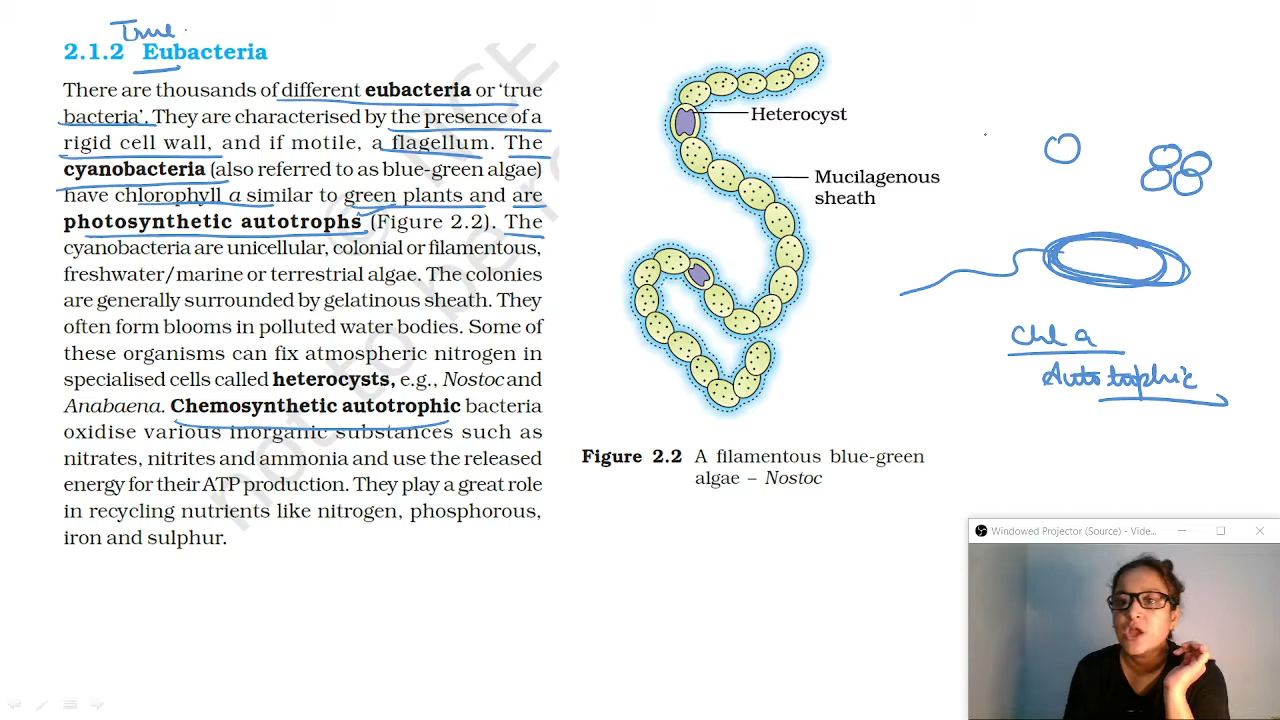 True
2.1.2 Eubacteria
There are thousands of different eubacteria or ‘true
bacteria’. They are characterised by the presence of a
rigid cell wall, and if motile, a flagellum. The
cyanobacteria (also referred to as blue-green algae)
have chlorophyll a similar to green plants and are
photosynthetic autotrophs (Figure 2.2). The
cyanobacteria are unicellular, colonial or filamentous,
freshwater/marine or terrestrial algae. The colonies
are generally surrounded by gelatinous sheath. They
often form blooms in polluted water bodies. Some of
these organisms can fix atmospheric nitrogen in
specialised cells called heterocysts, e.g., Nostoc and
Anabaena. Chemosynthetic autotrophic bacteria
oxidise various inorganic substances such as
nitrates, nitrites and ammonia and use the released
energy for their ATP production. They play a great role
in recycling nutrients like nitrogen, phosphorous,
iron and sulphur.
Heterocyst
Mucilagenous
sheath
Figure 2.2 A filamentous blue-green
algae – Nostoc
Chl a
Autotrophic
Windowed Projector (Source) - Vide...